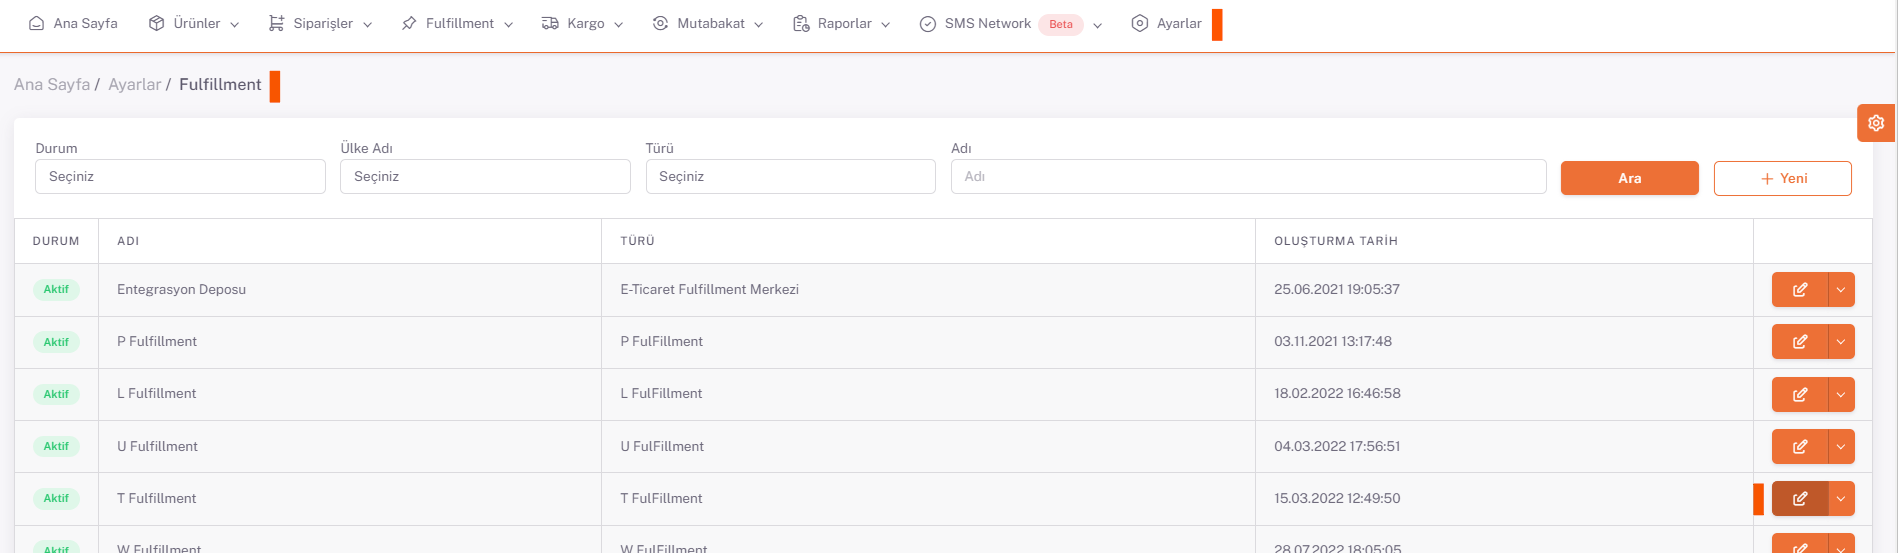 Ana Sayfa Ürünler Siparişler Fulfillment Kargo Mutabakat Raporlar SMS Network Beta Ayarlar
Ana Sayfa / Ayarlar / Fulfillment
Durum Ülke Adı Türü Adı
Seçiniz Seçiniz Seçiniz Adı Ara + Yeni
DURUM ADI TÜRÜ OLUŞTURMA TARİH
Aktif Entegrasyon Deposu E-Ticaret Fulfillment Merkezi 25.06.2021 19:05:37
Aktif P Fulfillment P FulFillment 03.11.2021 13:17:48
Aktif L Fulfillment L FulFillment 18.02.2022 16:46:58
Aktif U Fulfillment U FulFillment 04.03.2022 17:56:51
Aktif T Fulfillment T FulFillment 15.03.2022 12:49:50
Aktif W Fulfillment W FulFillment 28.07.2022 18:05:05